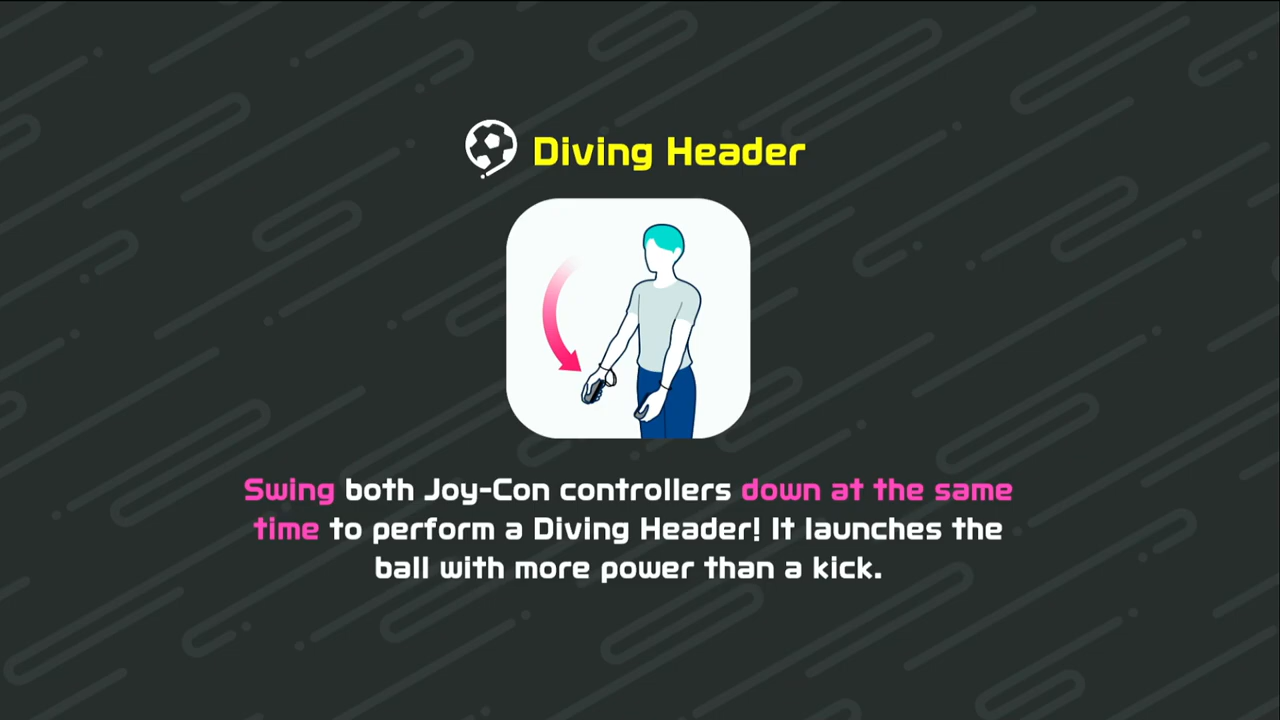 Diving Header
Swing both Joy-Con controllers down at the same
time to perform a Diving Header! It launches the
ball with more power than a kick.